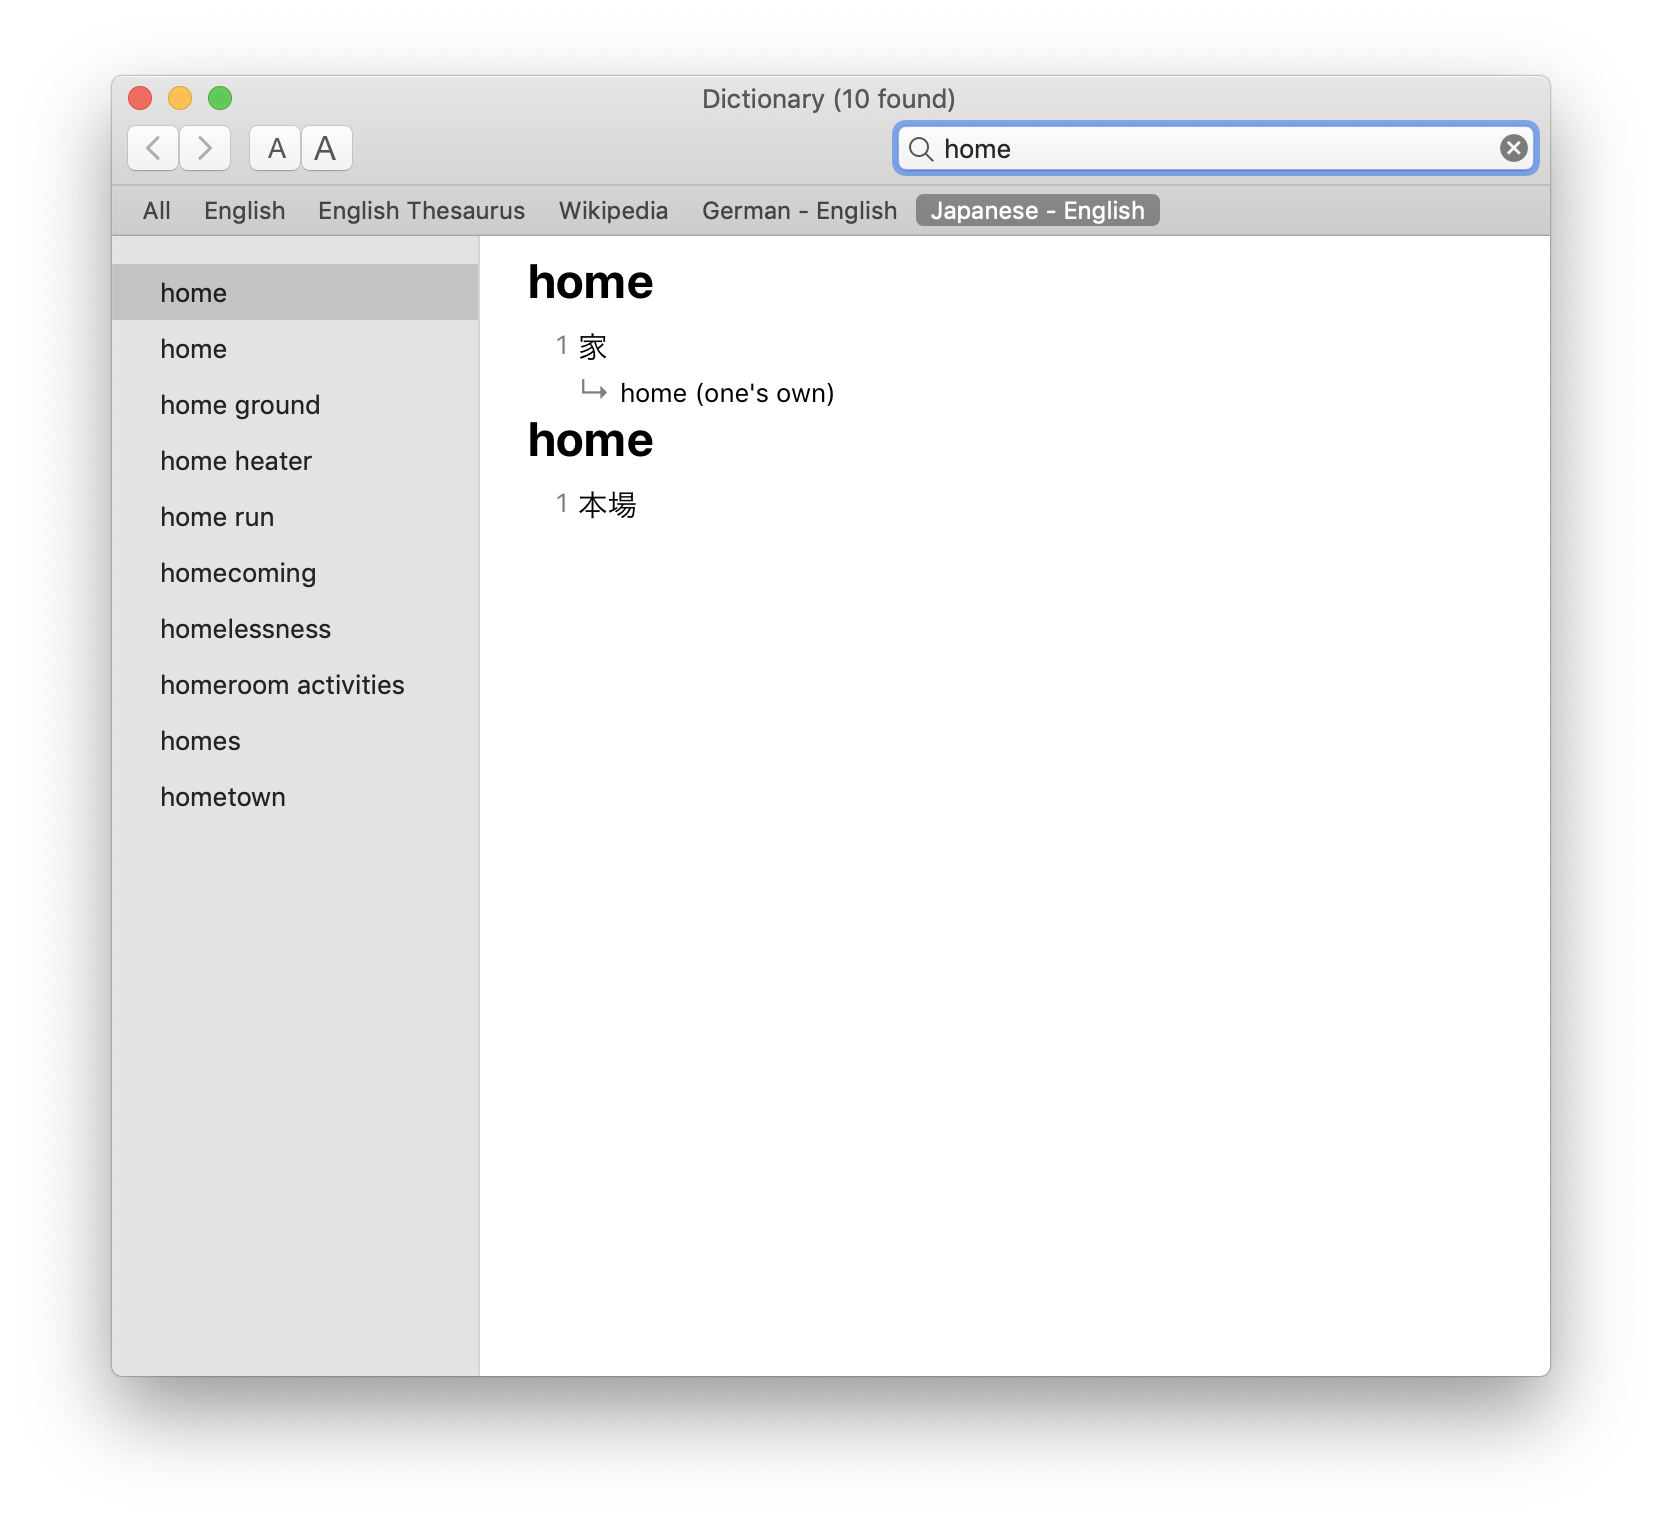 Dictionary (10 found)
A A
home
All English English Thesaurus Wikipedia German - English Japanese - English
home
home
home ground
home heater
home run
homecoming
homelessness
homeroom activities
homes
hometown
home
1 家
home (one's own)
home
1 本場